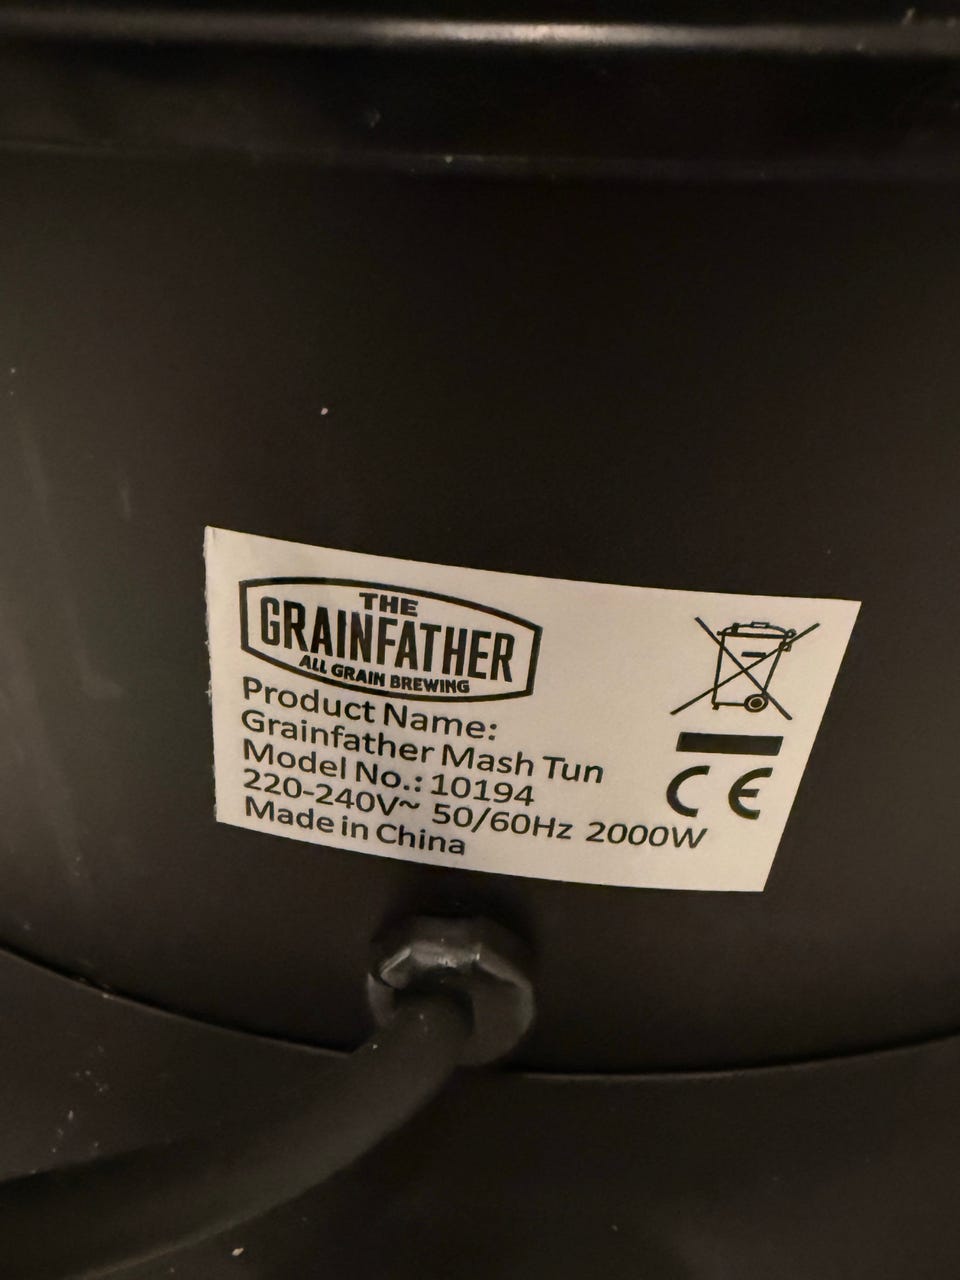 THE
GRAINFATHER
ALL GRAIN BREWING
Product Name:
Grainfather Mash Tun
Model No.: 10194
220-240V~ 50/60Hz 2000W
Made in China
CE